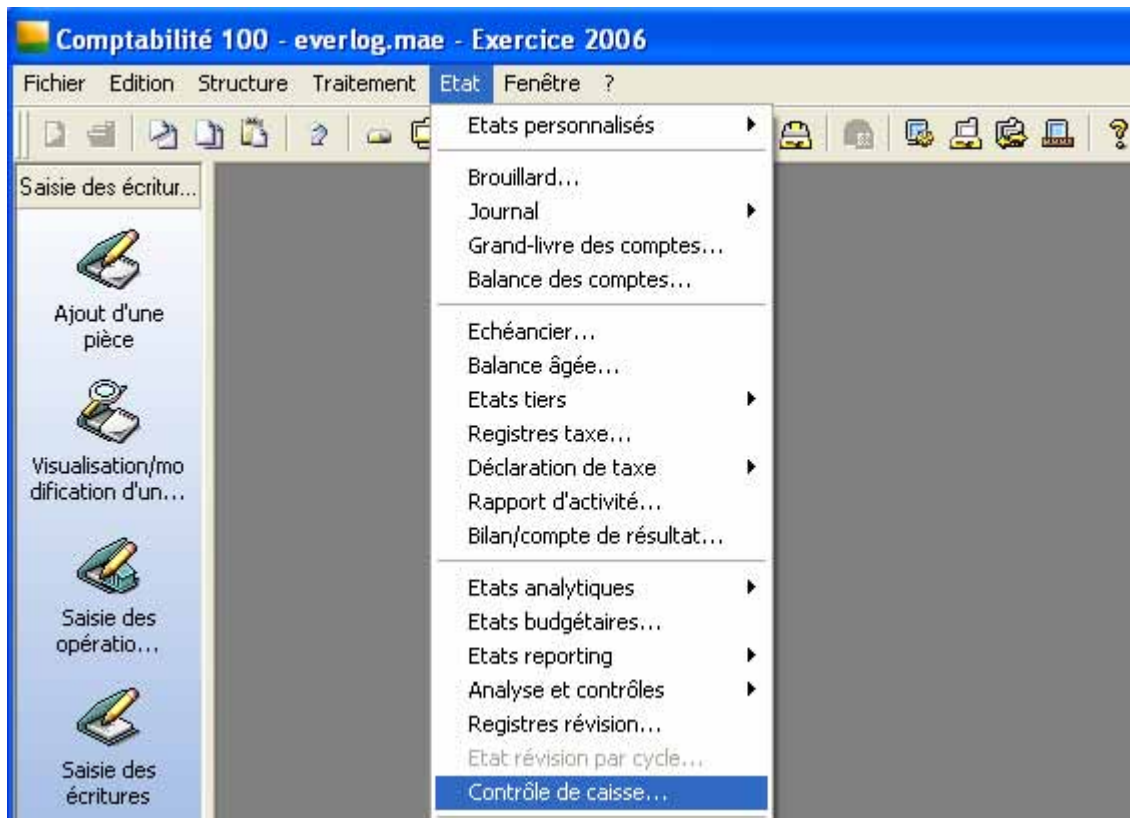 Comptabilité 100 - everlog.mae - Exercice 2006
Fichier Edition Structure Traitement Etat Fenêtre ?
Saisie des écritur...
Ajout d'une
pièce
Visualisation/mo
dification d'un...
Saisie des
opératio...
Saisie des
écritures
Etats personnalisés
Brouillard...
Journal
Grand-livre des comptes...
Balance des comptes...
Echéancier...
Balance âgée...
Etats tiers
Registres taxe...
Déclaration de taxe
Rapport d'activité...
Bilan/compte de résultat...
Etats analytiques
Etats budgétaires...
Etats reporting
Analyse et contrôles
Registres révision...
Etat révision par cycle...
Contrôle de caisse...